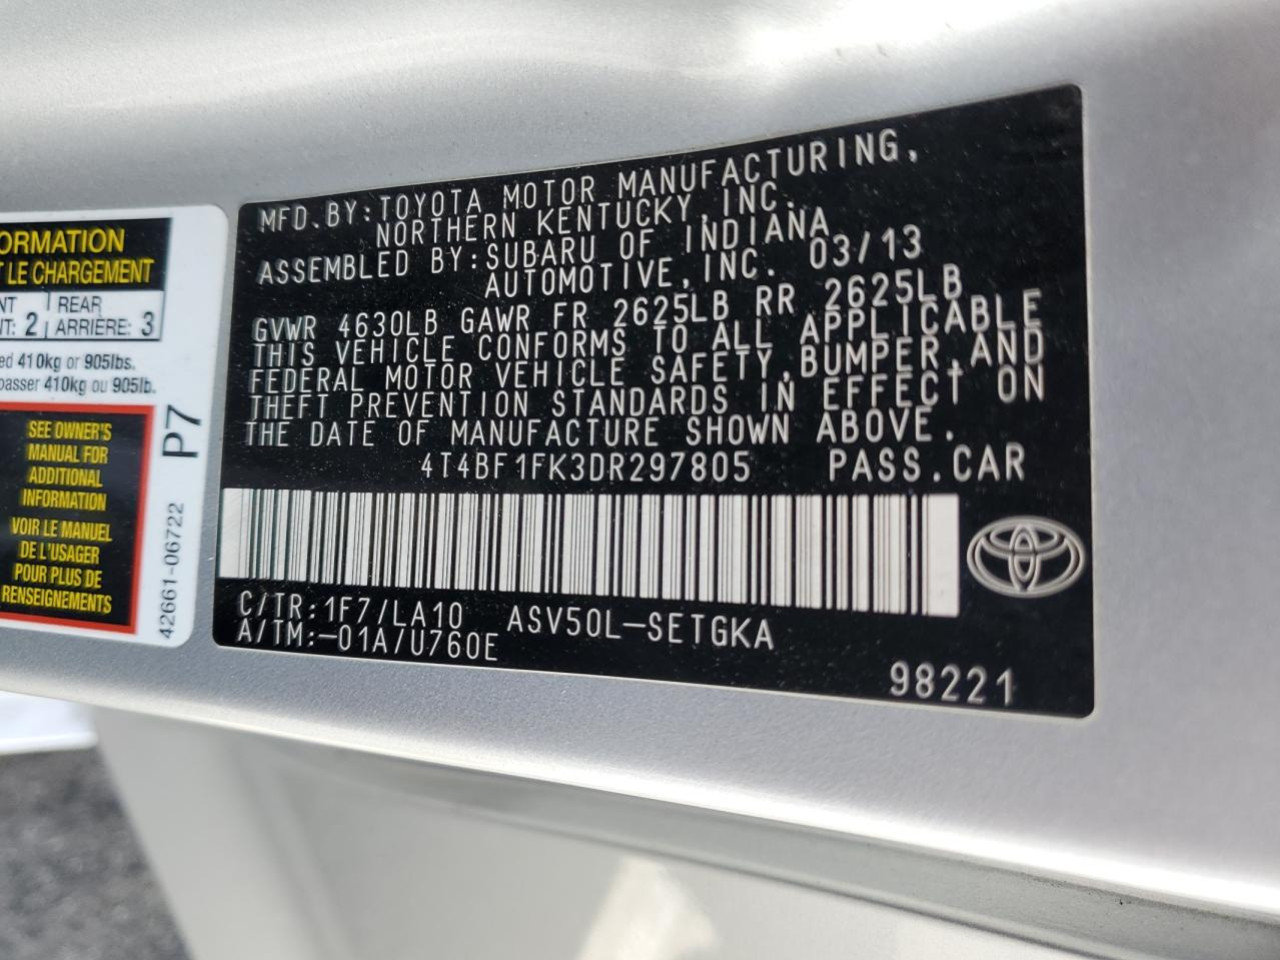 ORMATION
T LE CHARGEMENT
NT 2 REAR
T: 2 ARRIÈRE: 3
ed 410kg or 905lbs.
passer 410kg ou 905lb.
SEE OWNER'S
MANUAL FOR
ADDITIONAL
INFORMATION
VOIR LE MANUEL
DE L'USAGER
POUR PLUS DE
RENSEIGNEMENTS
P7
42661-06722
MFD.BY:TOYOTA MOTOR MANUFACTURING,
NORTHERN KENTUCKY,INC.
ASSEMBLED BY:SUBARU OF INDIANA
AUTOMOTIVE,INC. 03/13
GVWR 4630LB GAWR FR 2625LB RR 2625LB
THIS VEHICLE CONFORMS TO ALL APPLICABLE
FEDERAL MOTOR VEHICLE SAFETY,BUMPER,AND
THEFT PREVENTION STANDARDS IN EFFECT ON
THE DATE OF MANUFACTURE SHOWN ABOVE.
4T4BF1FK3DR297805 PASS.CAR
C/TR:1F7/LA10 ASV50L-SETGKA
A/TM:-01A/U760E
98221